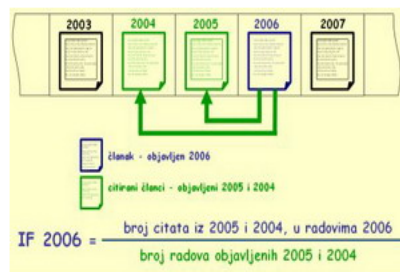 2003 2004 2005 2006 2007
članak - objavljen 2006
citirani članci - objavljeni 2005 i 2004
broj citata iz 2005 i 2004, u radovima 2006
IF 2006 =
broj radova objavljenih 2005 i 2004